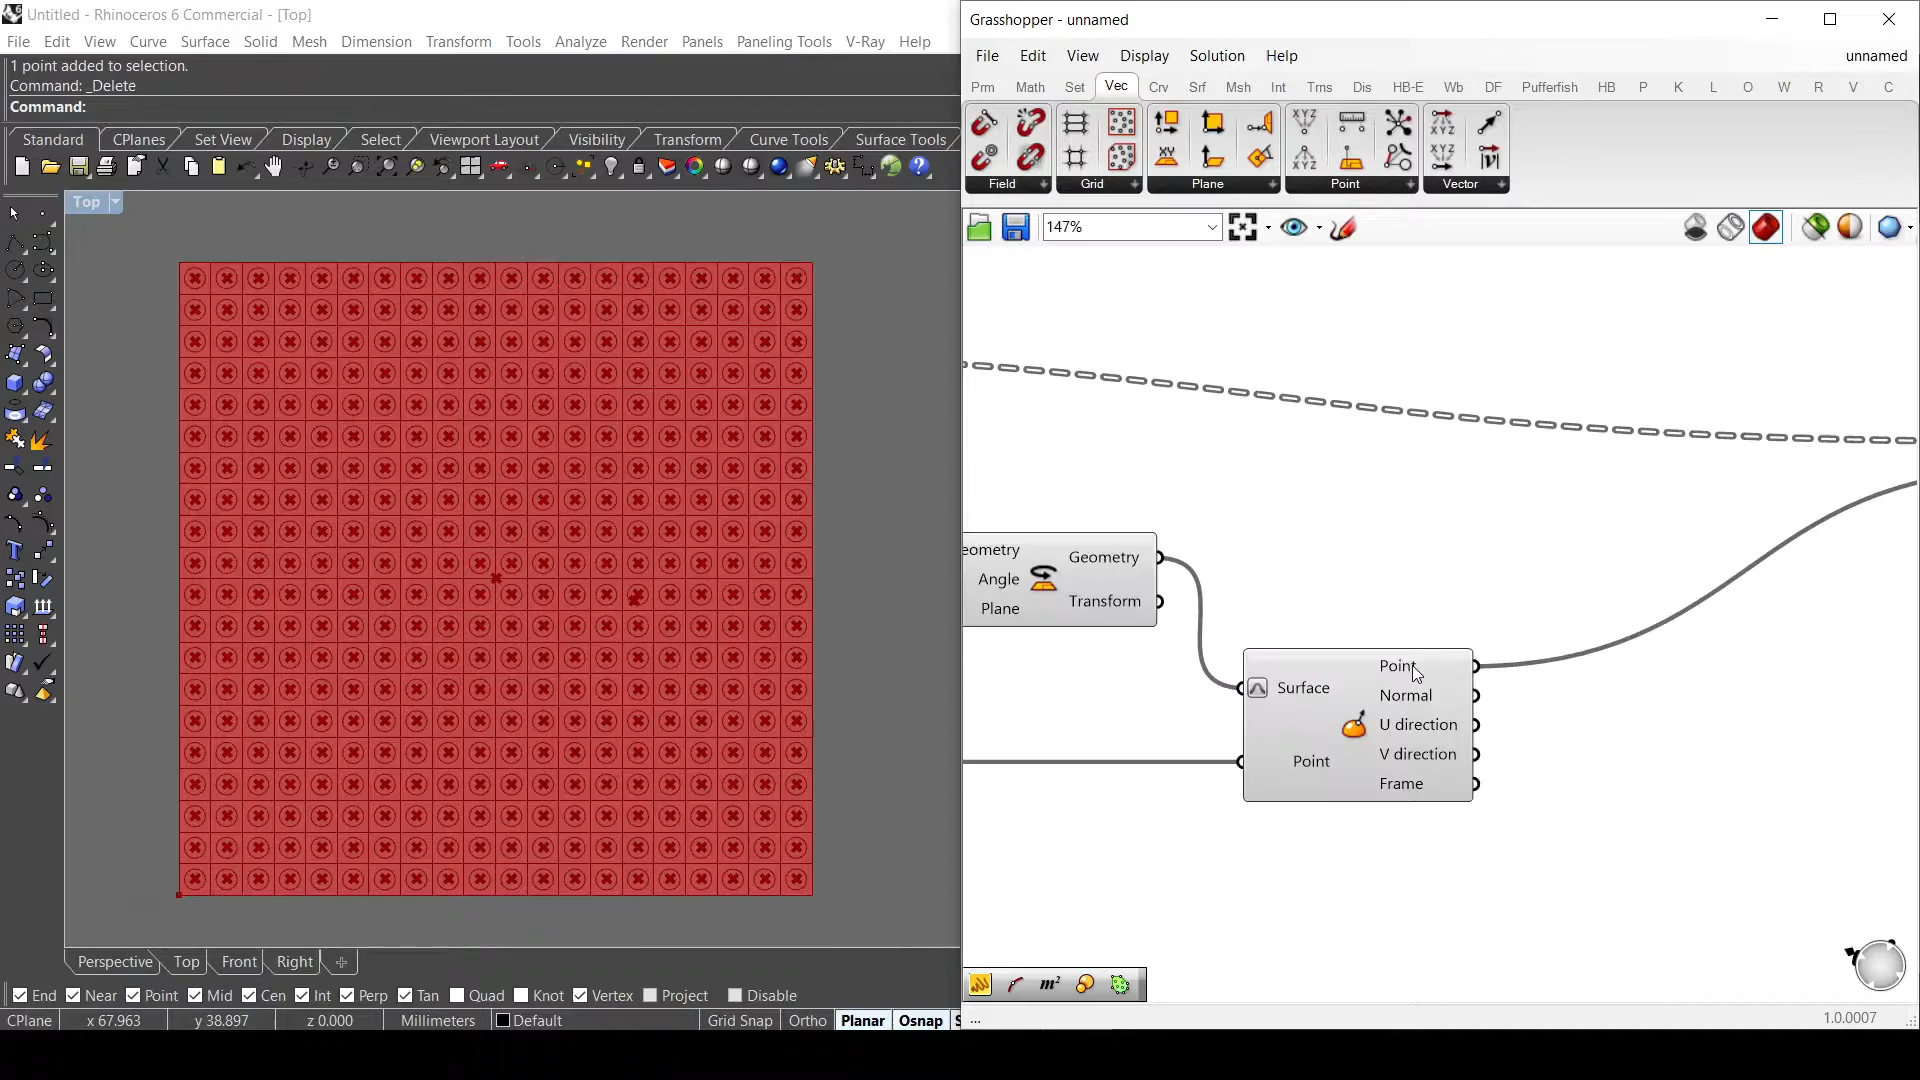 Untitled - Rhinoceros 6 Commercial - [Top]
File Edit View Curve Surface Solid Mesh Dimension Transform Tools Analyze Render Panels Paneling Tools V-Ray Help
1 point added to selection.
Command: _Delete
Command:
Standard CPlanes Set View Display Select Viewport Layout Visibility Transform Curve Tools Surface Tools
Top
Perspective Top Front Right
End Near Point Mid Cen Int Perp Tan Quad Knot Vertex Project Disable
CPlane x 67.963 y 38.897 z 0.000 Millimeters Default Grid Snap Ortho Planar Osnap S
Grasshopper - unnamed
File Edit View Display Solution Help unnamed
Prm Math Set Vec Crv Srf Msh Int Trns Dis HB-E Wb DF Pufferfish HB P K L O W R V C
XYZ XYZ
XY XYZ XYZ
Field Grid Plane Point Vector
147%
eometry Geometry
Angle
Plane Transform
Surface
Point
Point
Normal
U direction
V direction
Frame
m²
... 1.0.0007